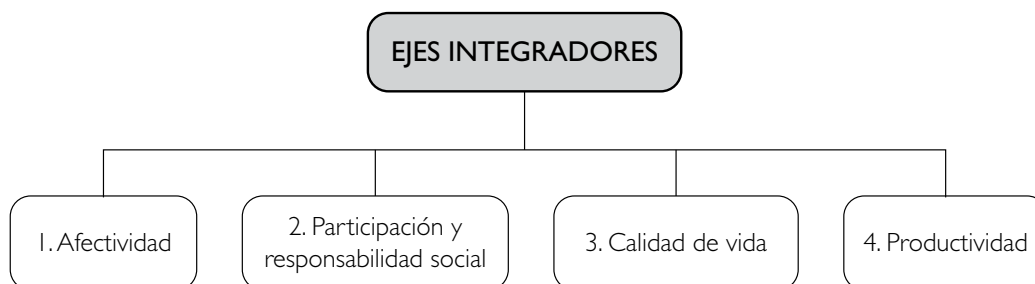 EJES INTEGRADORES
1. Afectividad
2. Participación y
responsabilidad social
3. Calidad de vida
4. Productividad